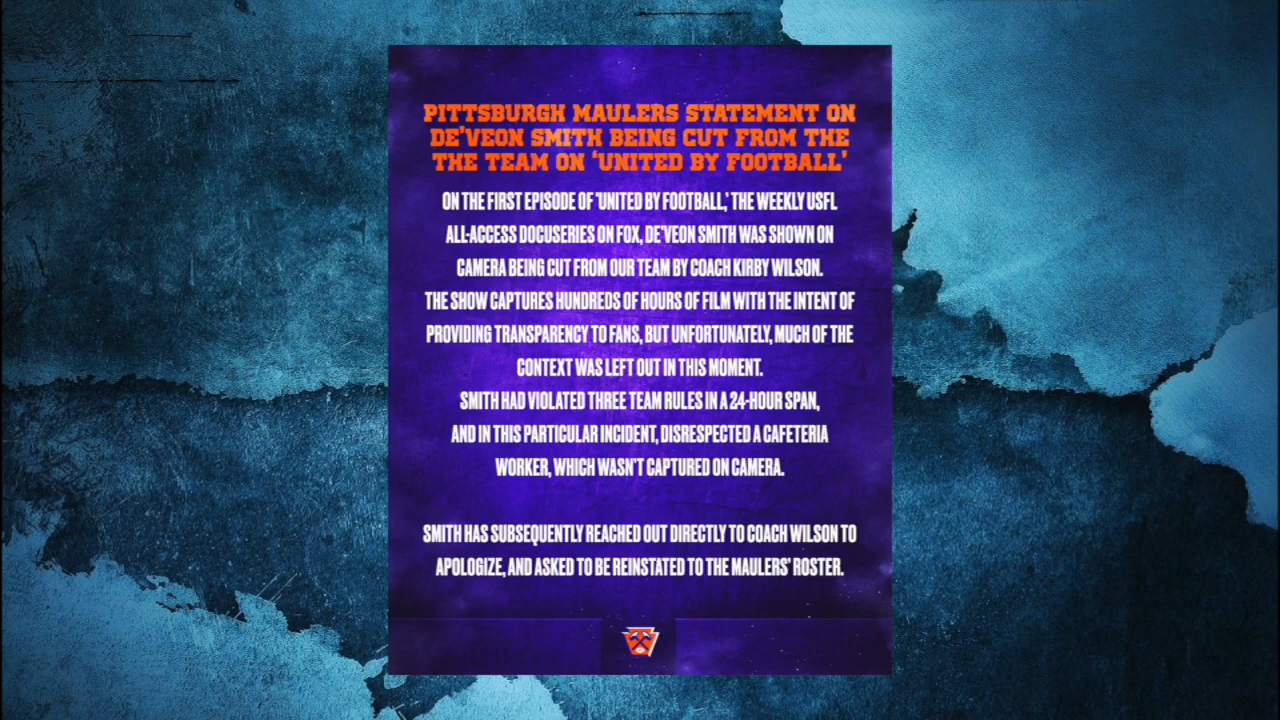 PITTSBURGH MAULERS STATEMENT ON
DE'VEON SMITH BEING CUT FROM THE
THE TEAM ON 'UNITED BY FOOTBALL'
ON THE FIRST EPISODE OF 'UNITED BY FOOTBALL,' THE WEEKLY USFL
ALL-ACCESS DOCUSERIES ON FOX, DE'VEON SMITH WAS SHOWN ON
CAMERA BEING CUT FROM OUR TEAM BY COACH KIRBY WILSON.
THE SHOW CAPTURES HUNDREDS OF HOURS OF FILM WITH THE INTENT OF
PROVIDING TRANSPARENCY TO FANS, BUT UNFORTUNATELY, MUCH OF THE
CONTEXT WAS LEFT OUT IN THIS MOMENT.
SMITH HAD VIOLATED THREE TEAM RULES IN A 24-HOUR SPAN,
AND IN THIS PARTICULAR INCIDENT, DISRESPECTED A CAFETERIA
WORKER, WHICH WASN'T CAPTURED ON CAMERA.
SMITH HAS SUBSEQUENTLY REACHED OUT DIRECTLY TO COACH WILSON TO
APOLOGIZE, AND ASKED TO BE REINSTATED TO THE MAULERS' ROSTER.